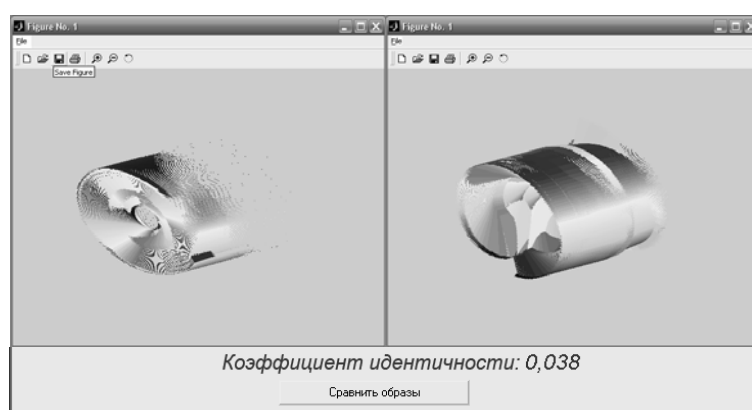 Figure No. 1
File
Save Figure
Figure No. 1
File
Коэффициент идентичности: 0,038
Сравнить образы